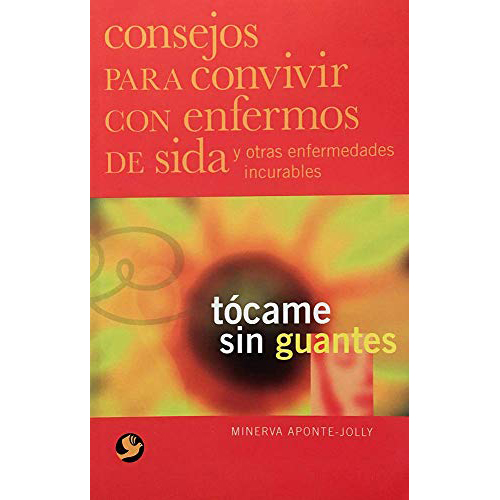 consejos
PARA convivir
CON enfermos
DE sida y otras enfermedades
incurables
tócame
sin guantes
MINERVA APONTE-JOLLY